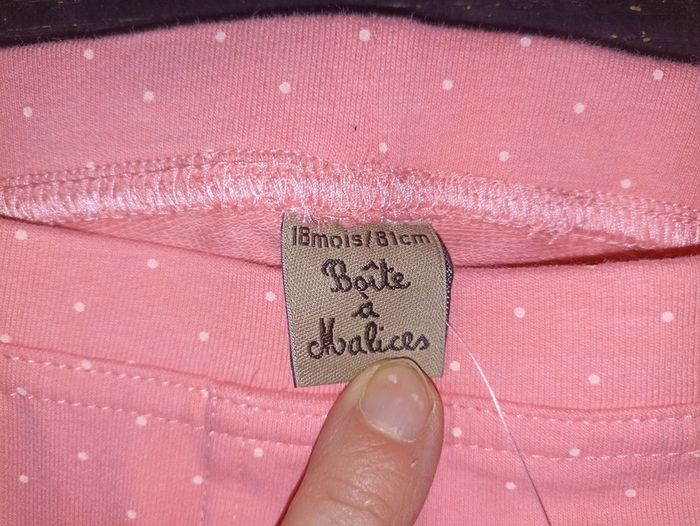 18mois/81cm
Boîte
à
Malices